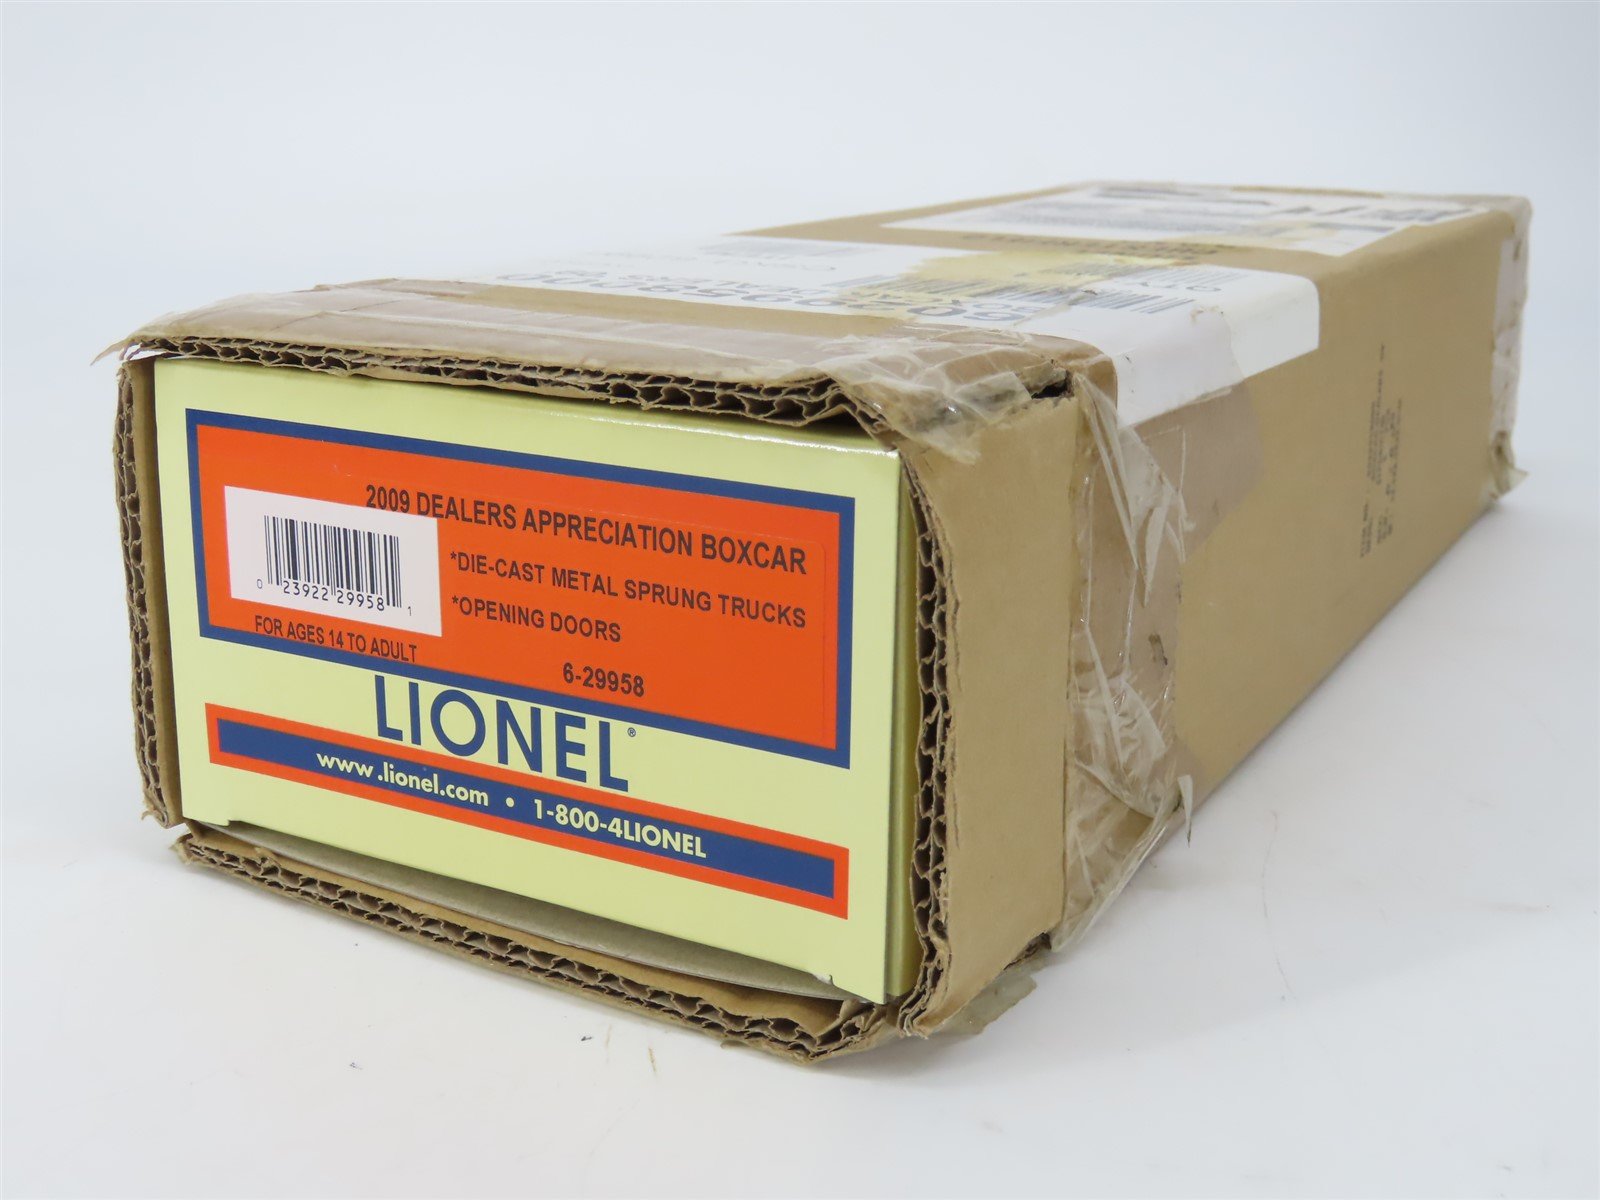 2009 DEALERS APPRECIATION BOXCAR
*DIE-CAST METAL SPRUNG TRUCKS
*OPENING DOORS
0 23922 29958 1
FOR AGES 14 TO ADULT
6-29958
LIONEL®
www.lionel.com • 1-800-4LIONEL